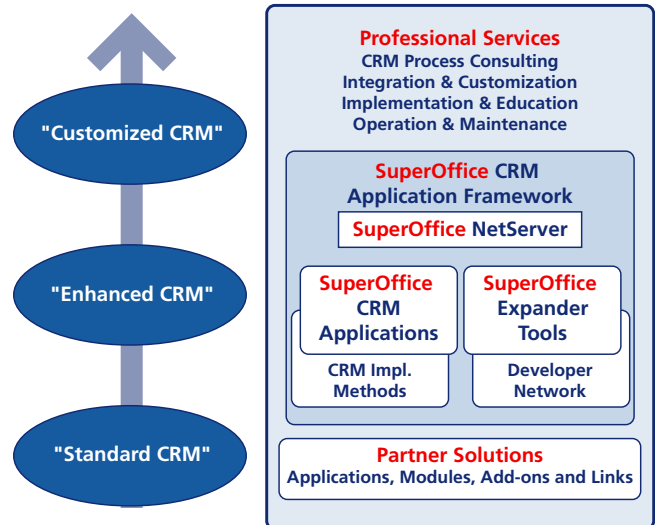 "Customized CRM"
"Enhanced CRM"
"Standard CRM"
Professional Services
CRM Process Consulting
Integration & Customization
Implementation & Education
Operation & Maintenance
SuperOffice CRM
Application Framework
SuperOffice NetServer
SuperOffice
CRM
Applications
CRM Impl.
Methods
SuperOffice
Expander
Tools
Developer
Network
Partner Solutions
Applications, Modules, Add-ons and Links